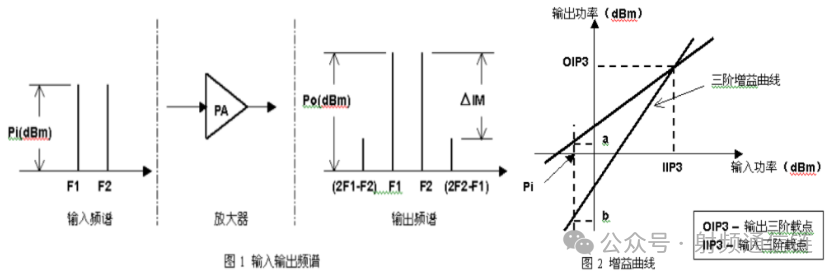 Pi(dBm)
F1
F2
输入频谱
PA
放大器
Po(dBm)
ΔIM
(2F1-F2)
F1
F2
(2F2-F1)
输出频谱
图 1 输入输出频谱
输出功率（dBm）
OIP3
三阶增益曲线
a
IIP3
输入功率（dBm）
Pi
b
OIP3 – 输出三阶截点
IIP3 – 输入三阶截点
图 2 增益曲线
公众号 · 射频通信链